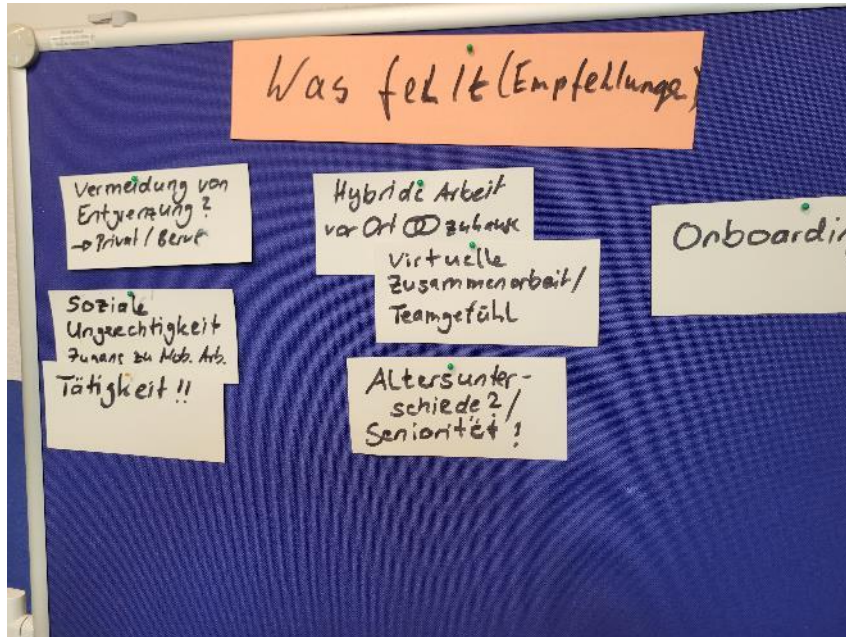 Was fehlt (Empfehlungen)
Vermeidung von
Entgrenzung?
→ Privat / Beruf
Soziale
Ungerechtigkeit
Zugang zu Mob. Arb.
Tätigkeit!!
Hybride Arbeit
vor Ort zuhause
Virtuelle
Zusammenarbeit/
Teamgefühl
Altersunter-
schiede?/
Seniorität?
Onboardin